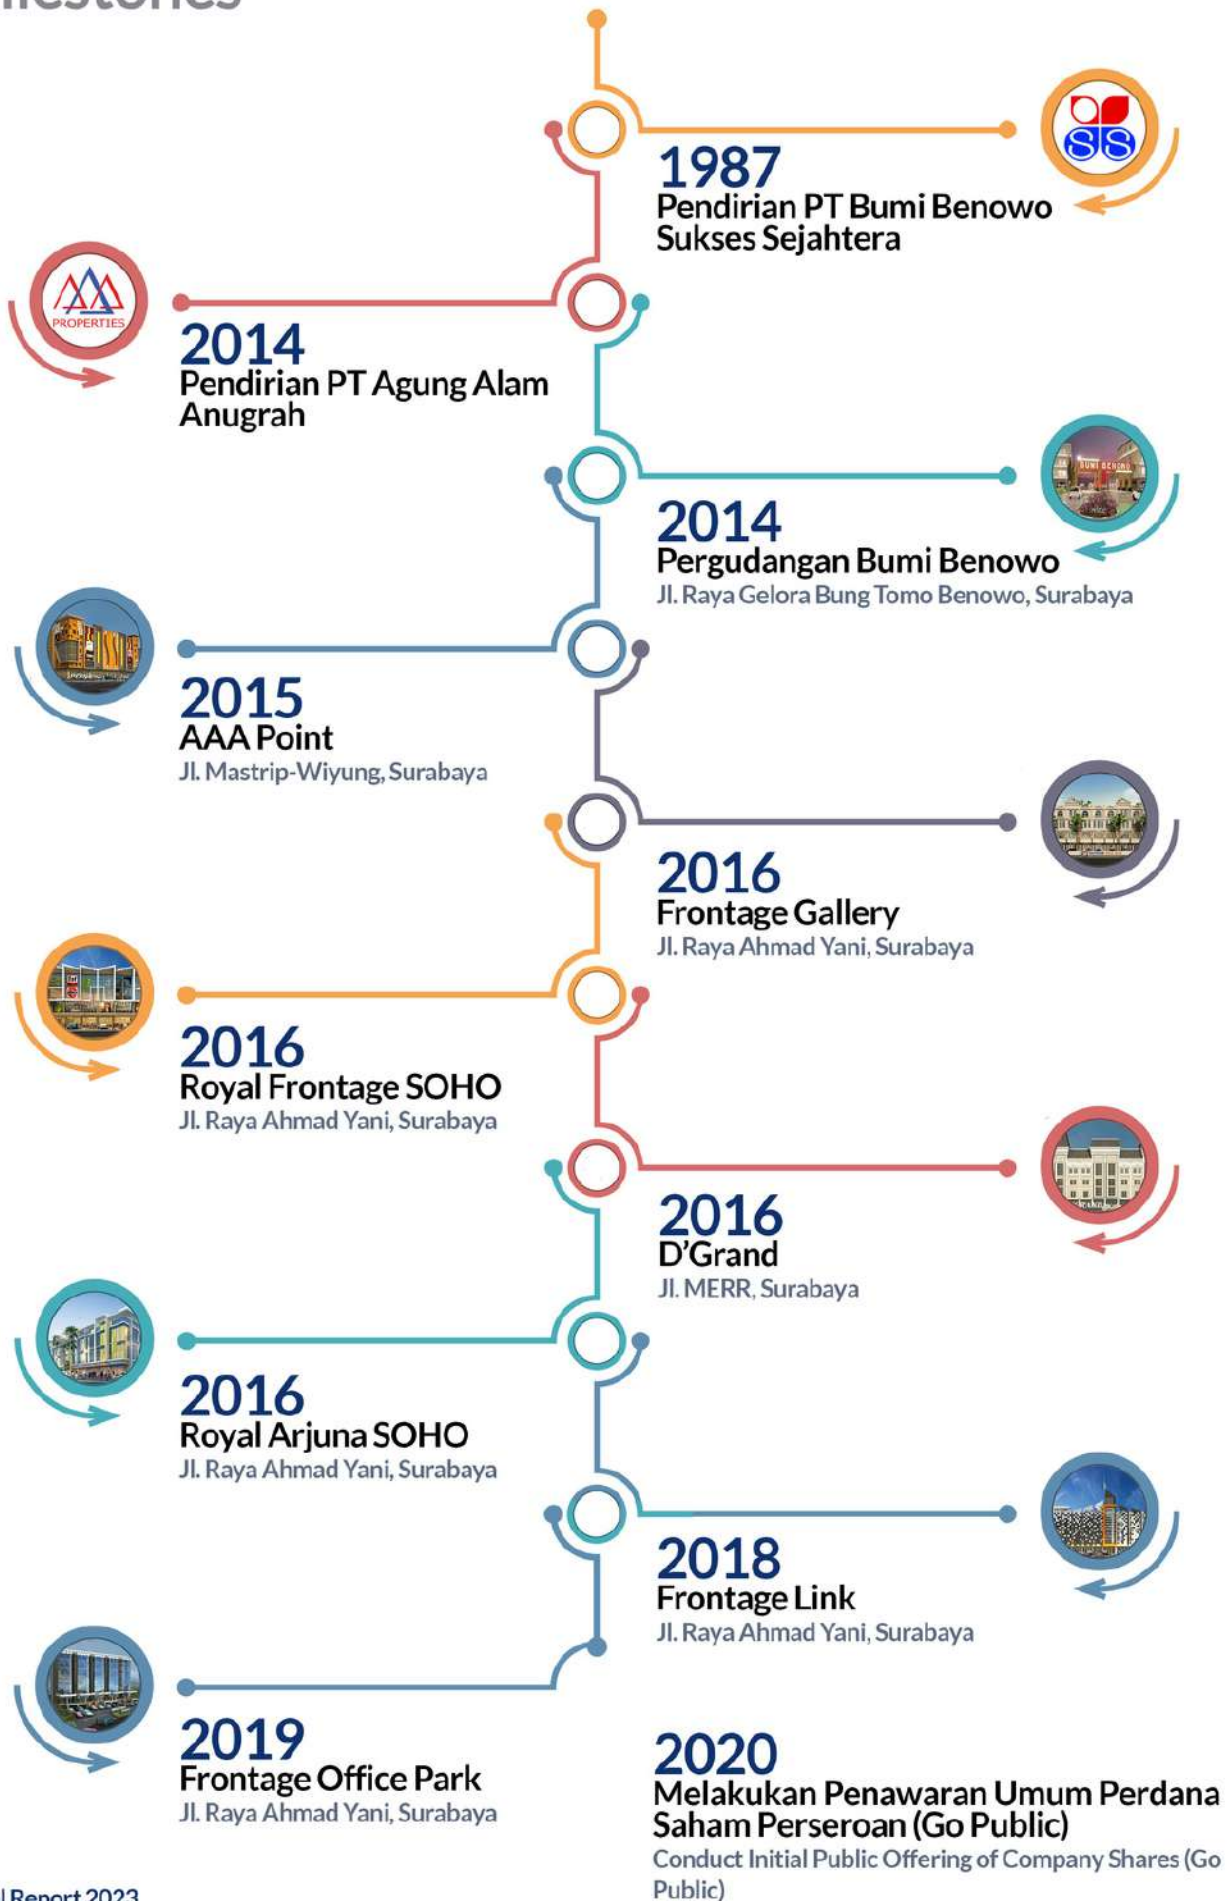 1987
Pendirian PT Bumi Benowo
Sukses Sejahtera
PROPERTIES
2014
Pendirian PT Agung Alam
Anugrah
2014
Pergudangan Bumi Benowo
Jl. Raya Gelora Bung Tomo Benowo, Surabaya
2015
AAA Point
Jl. Mastrip-Wiyung, Surabaya
2016
Frontage Gallery
Jl. Raya Ahmad Yani, Surabaya
2016
Royal Frontage SOHO
Jl. Raya Ahmad Yani, Surabaya
2016
D'Grand
Jl. MERR, Surabaya
2016
Royal Arjuna SOHO
Jl. Raya Ahmad Yani, Surabaya
2018
Frontage Link
Jl. Raya Ahmad Yani, Surabaya
2019
Frontage Office Park
Jl. Raya Ahmad Yani, Surabaya
2020
Melakukan Penawaran Umum Perdana
Saham Perseroan (Go Public)
Conduct Initial Public Offering of Company Shares (Go
Public)
Report 2023